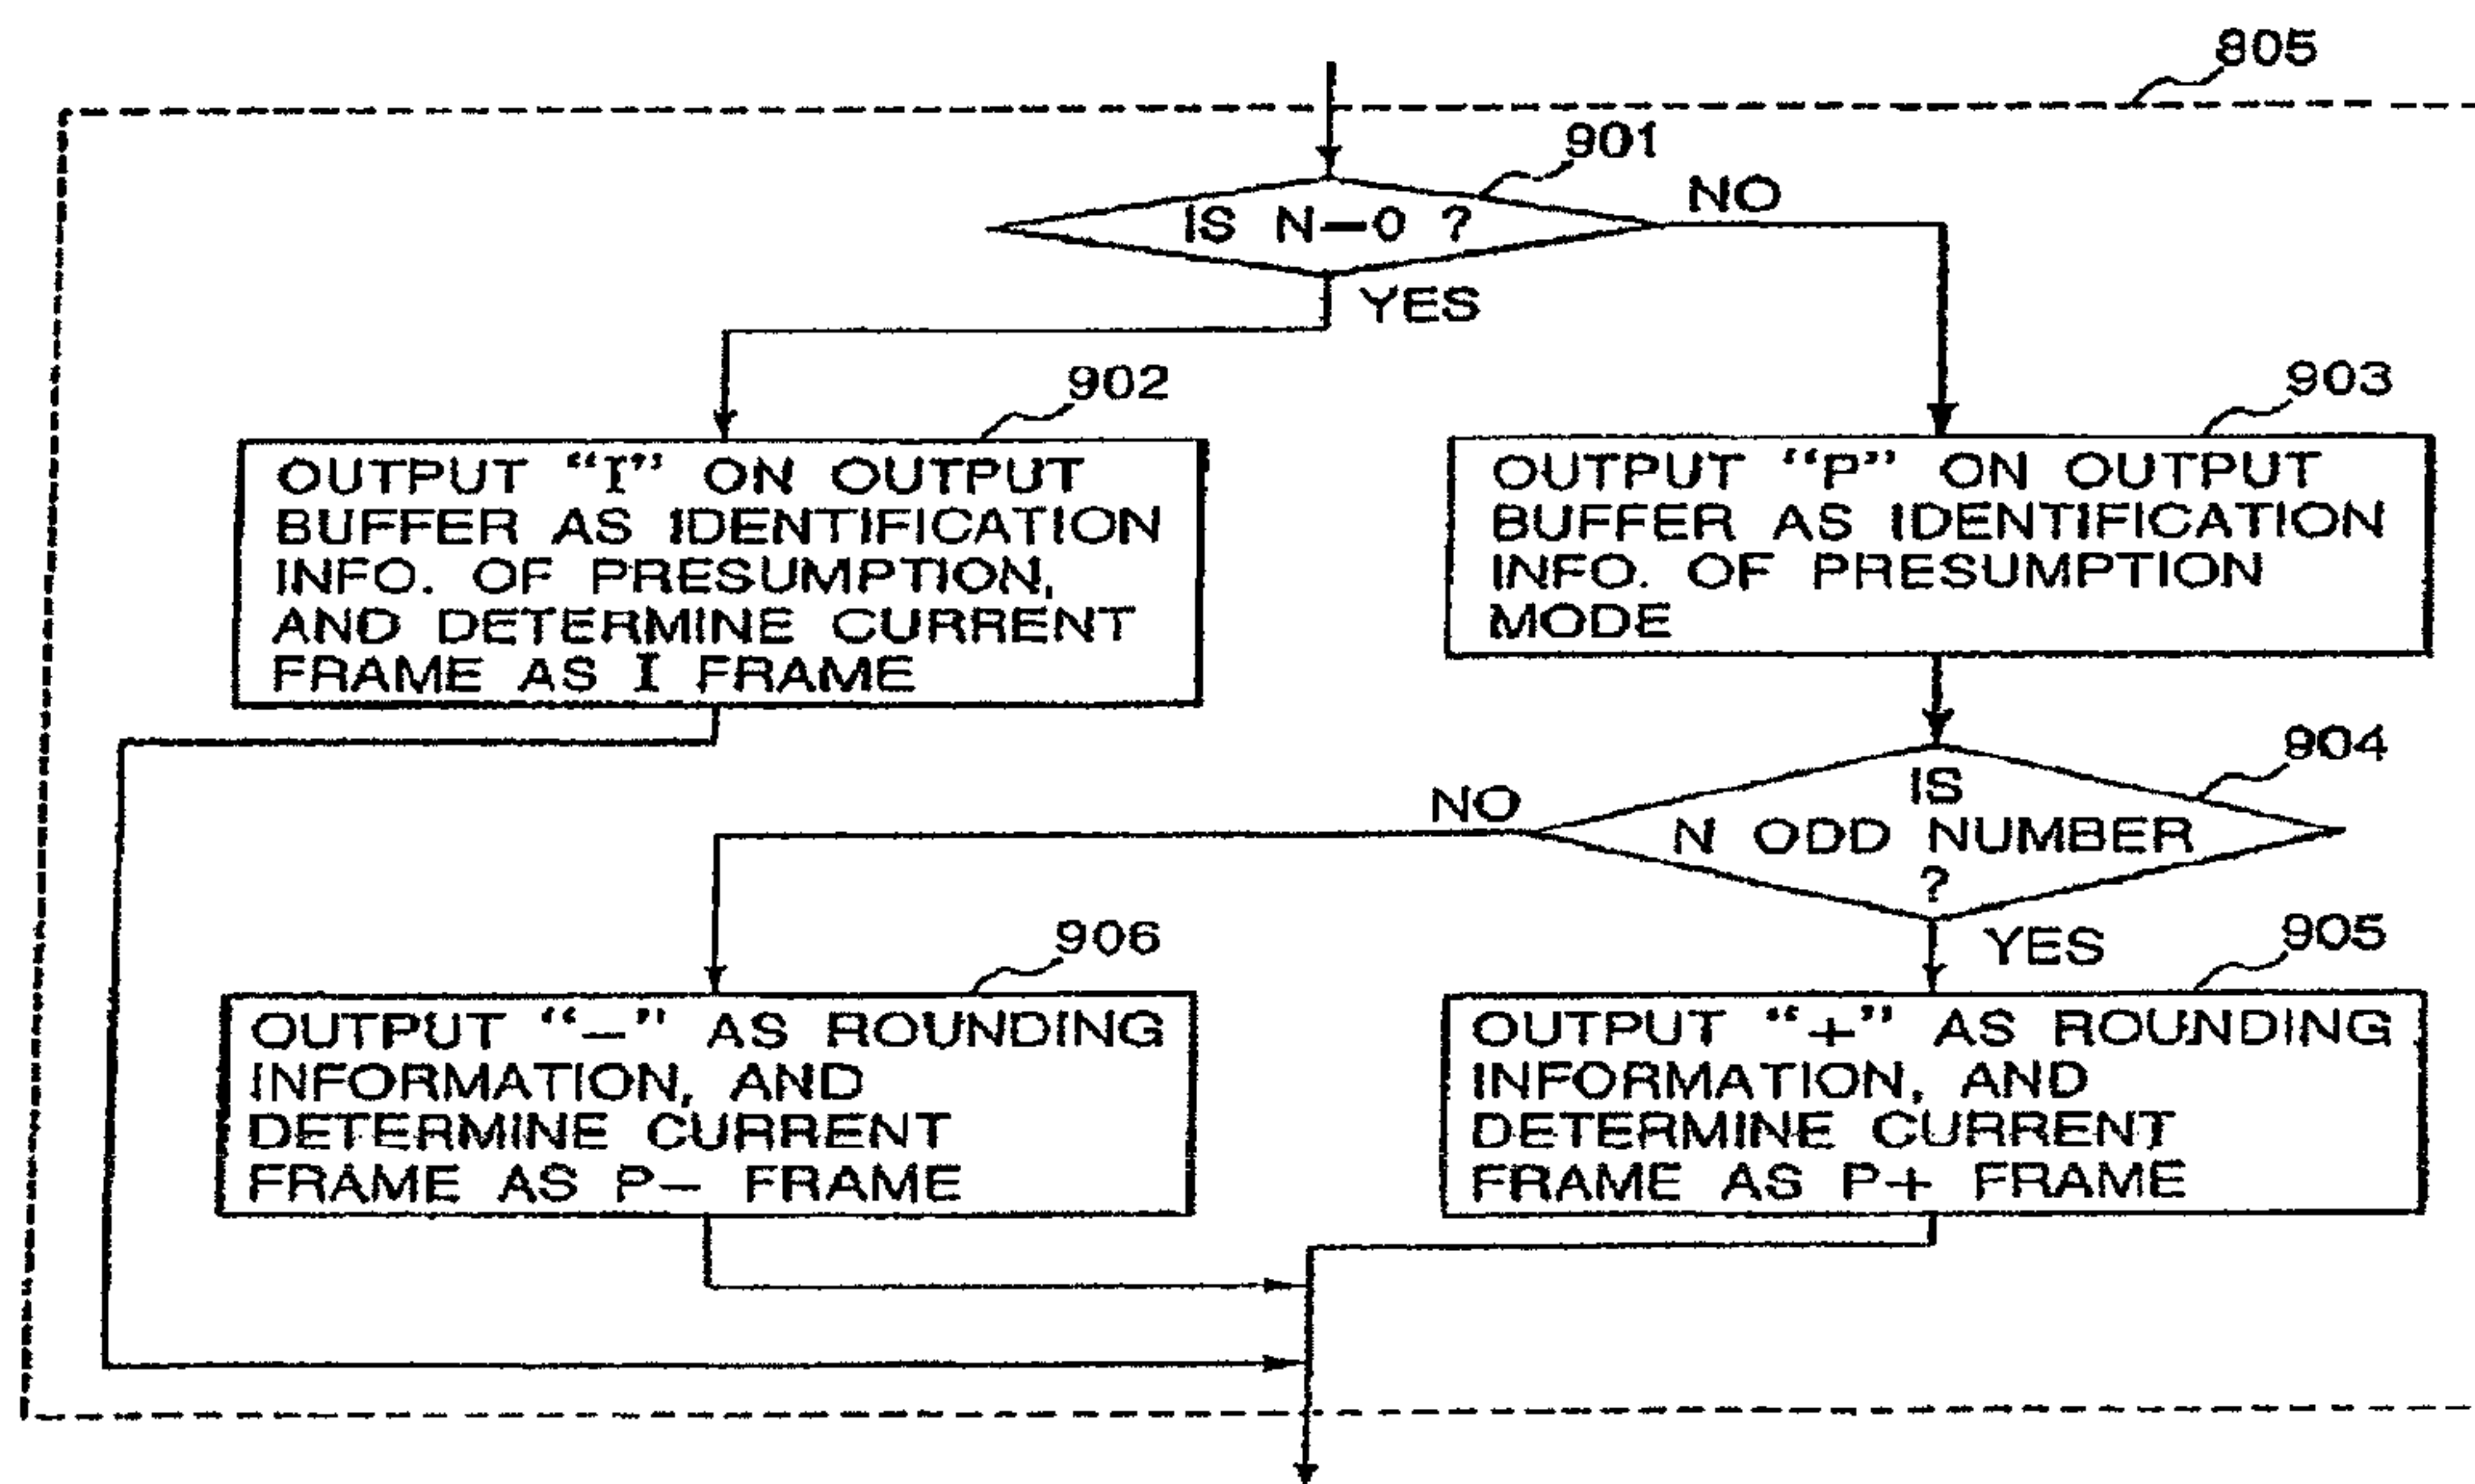 805
901
IS N-0 ?
NO
YES
902
OUTPUT "I" ON OUTPUT
BUFFER AS IDENTIFICATION
INFO. OF PRESUMPTION,
AND DETERMINE CURRENT
FRAME AS I FRAME
903
OUTPUT "P" ON OUTPUT
BUFFER AS IDENTIFICATION
INFO. OF PRESUMPTION
MODE
904
IS
N ODD NUMBER
?
NO
YES
906
OUTPUT "-" AS ROUNDING
INFORMATION, AND
DETERMINE CURRENT
FRAME AS P- FRAME
905
OUTPUT "+" AS ROUNDING
INFORMATION, AND
DETERMINE CURRENT
FRAME AS P+ FRAME